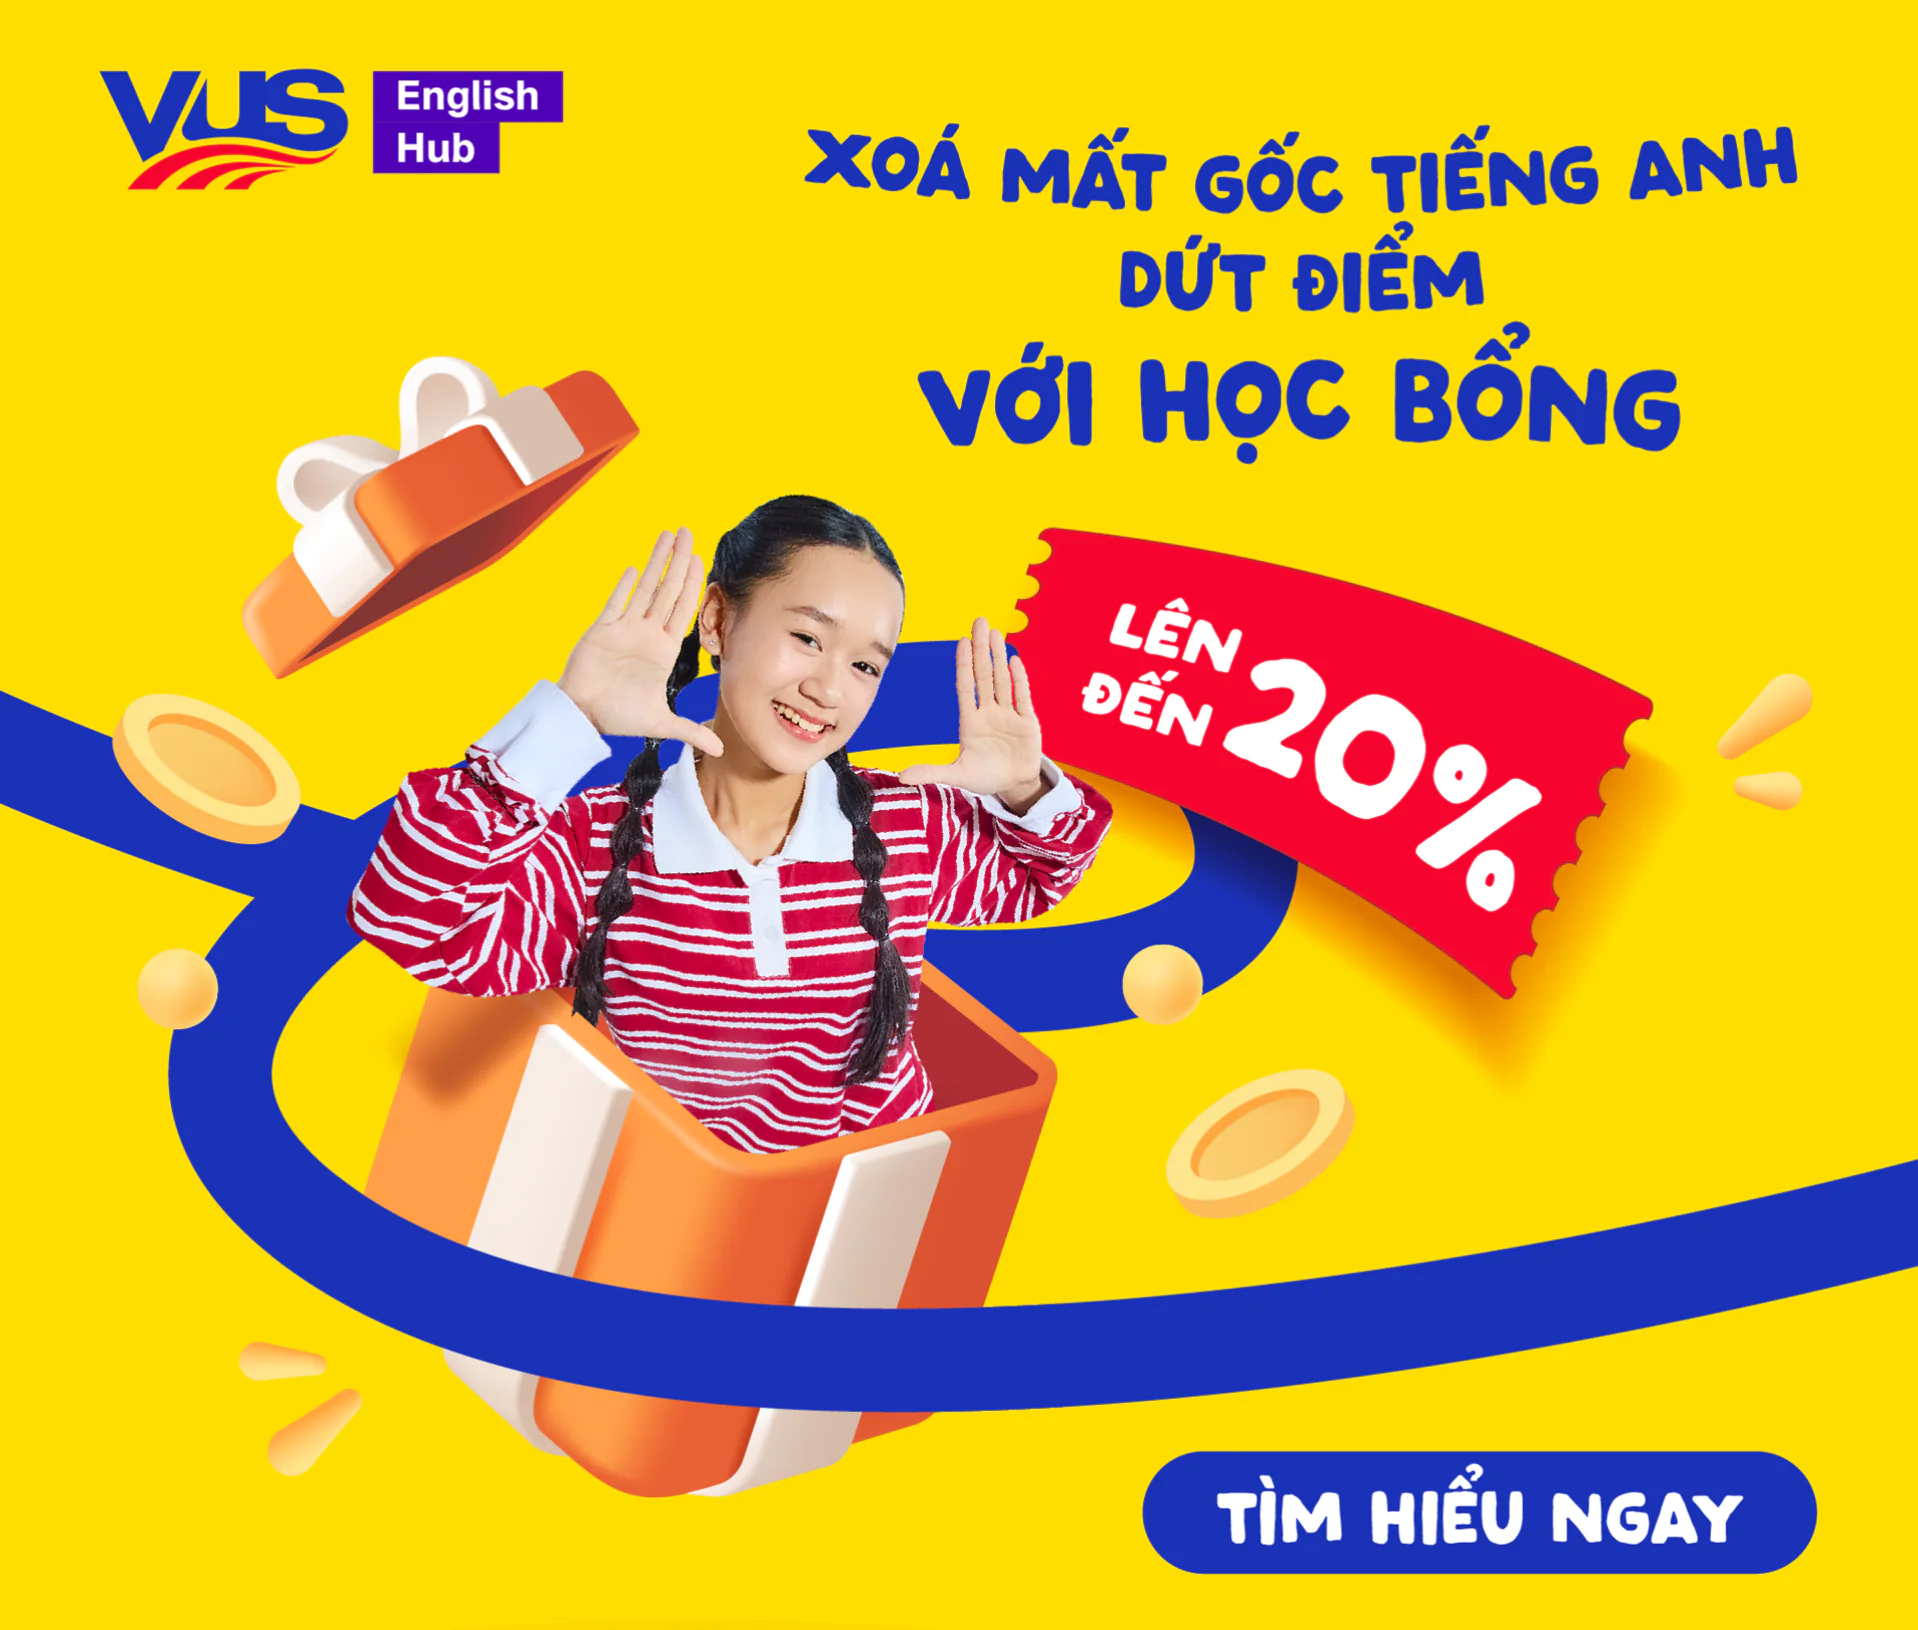 VUS
English
Hub
XOÁ MẤT GỐC TIẾNG ANH
DỨT ĐIỂM
VỚI HỌC BỔNG
LÊN
ĐẾN 20%
TÌM HIỂU NGAY